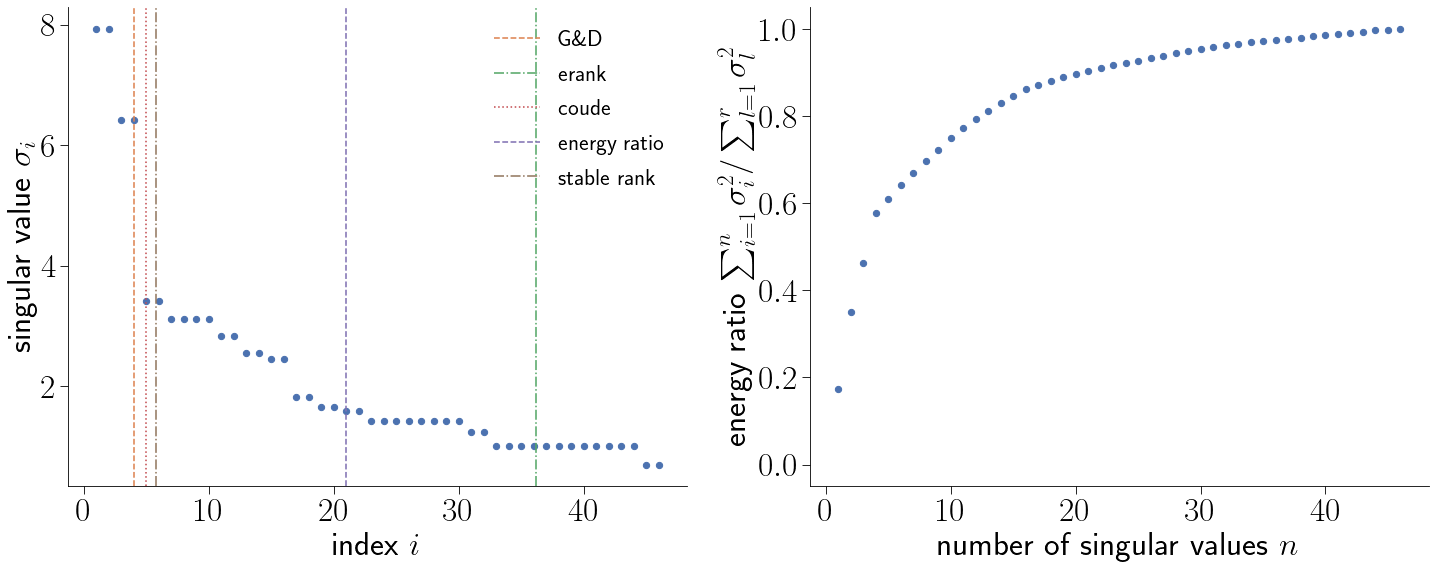 8
6
4
2
0
10
20
30
40
singular value σ_i
index i
G&D
erank
coude
energy ratio
stable rank
1.0
0.8
0.6
0.4
0.2
0.0
0
10
20
30
40
energy ratio ∑_{i=1}^{n} σ_i^2 / ∑_{l=1}^{r} σ_l^2
number of singular values n